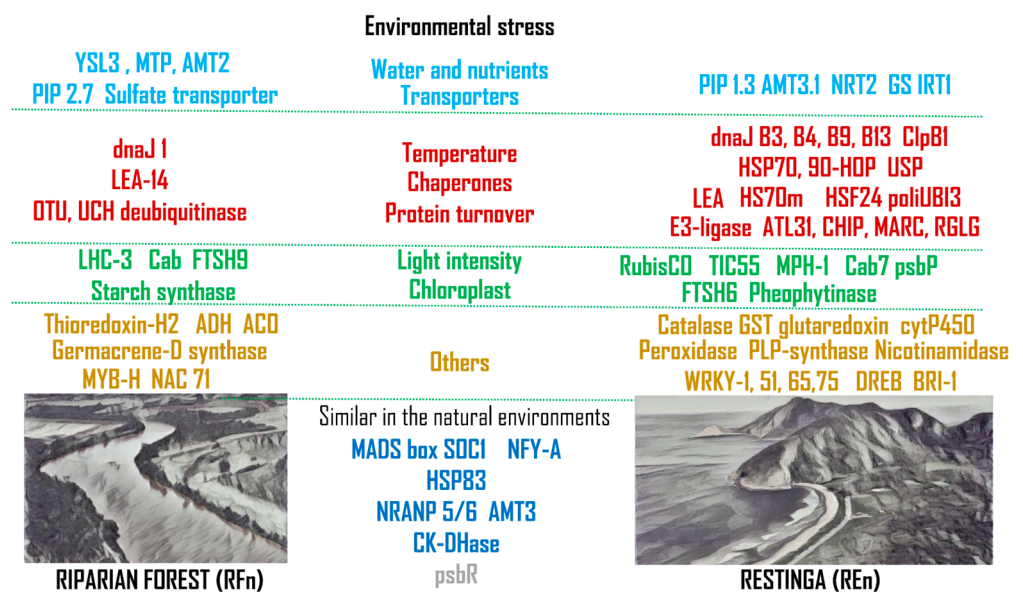 Environmental stress
YSL3 , MTP, AMT2
PIP 2.7 Sulfate transporter
Water and nutrients
Transporters
PIP 1.3 AMT3.1 NRT2 GS IRT1
dnaJ 1
LEA-14
OTU, UCH deubiquitinase
Temperature
Chaperones
Protein turnover
dnaJ B3, B4, B9, B13 ClpB1
HSP70, 90-HOP USP
LEA HS70m HSF24 poliUBI3
E3-ligase ATL31, CHIP, MARC, RGLG
LHC-3 Cab FTSH9
Starch synthase
Light intensity
Chloroplast
RubisCO TIC55 MPH-1 Cab7 psbP
FTSH6 Pheophytinase
Thioredoxin-H2 ADH ACO
Germacrene-D synthase
MYB-H NAC 71
Others
Catalase GST glutaredoxin cytP450
Peroxidase PLP-synthase Nicotinamidase
WRKY-1, 51, 65,75 DREB BRI-1
Similar in the natural environments
MADS box SOC1 NFY-A
HSP83
NRANP 5/6 AMT3
CK-DHase
psbR
RIPARIAN FOREST (RFn)
RESTINGA (REn)